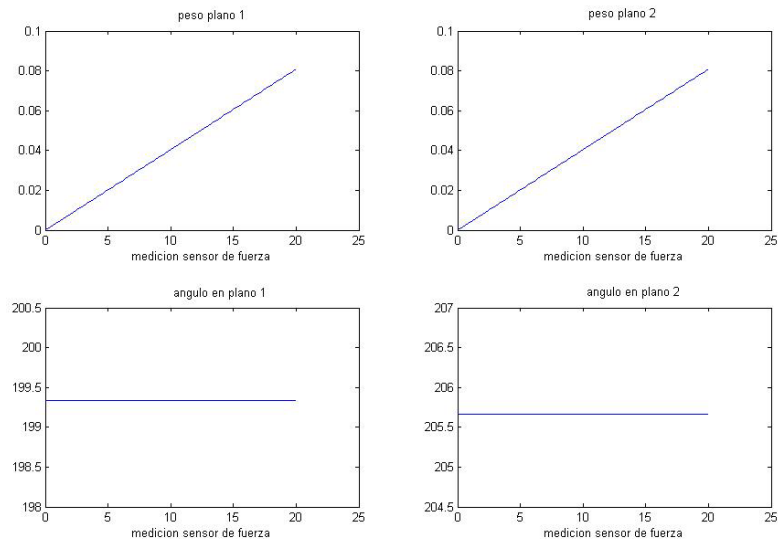 peso plano 1
0.1
0.08
0.06
0.04
0.02
0
0 5 10 15 20 25
medicion sensor de fuerza
peso plano 2
0.1
0.08
0.06
0.04
0.02
0
0 5 10 15 20 25
medicion sensor de fuerza
angulo en plano 1
200.5
200
199.5
199
198.5
198
0 5 10 15 20 25
medicion sensor de fuerza
angulo en plano 2
207
206.5
206
205.5
205
204.5
0 5 10 15 20 25
medicion sensor de fuerza